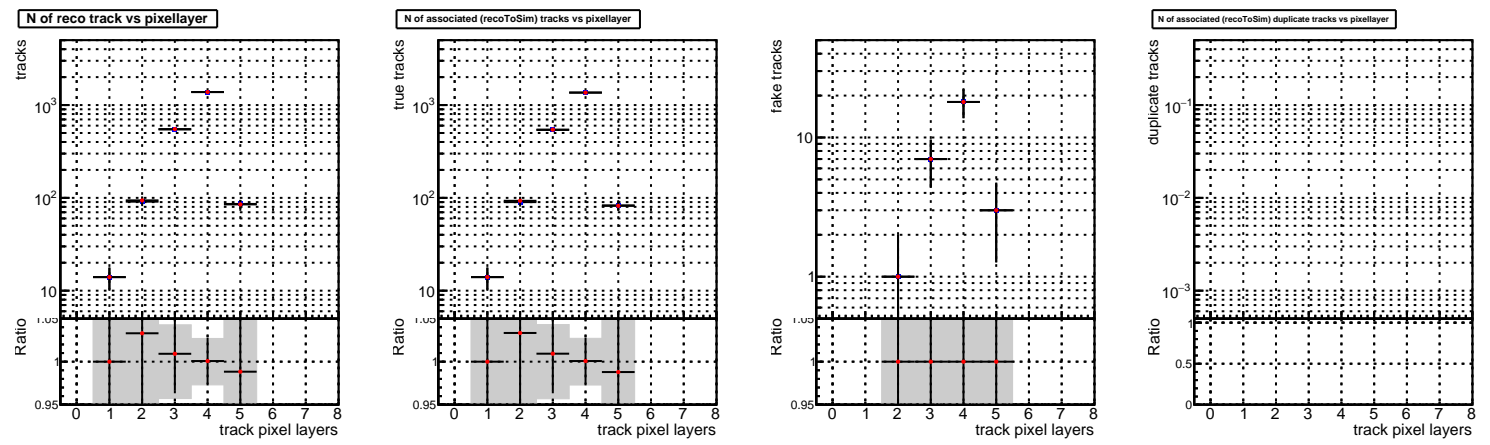 N of reco track vs pixellayer
tracks
10³
10²
10
Ratio
1.05
1
0.95
0 1 2 3 4 5 6 7 8
track pixel layers
N of associated (recoToSim) tracks vs pixellayer
true tracks
10³
10²
10
Ratio
1.05
1
0.95
0 1 2 3 4 5 6 7 8
track pixel layers
fake tracks
10
1
Ratio
1.05
1
0.95
0 1 2 3 4 5 6 7 8
track pixel layers
N of associated (recoToSim) duplicate tracks vs pixellayer
duplicate tracks
10⁻¹
10⁻²
10⁻³
Ratio
1
0.5
0
0 1 2 3 4 5 6 7 8
track pixel layers